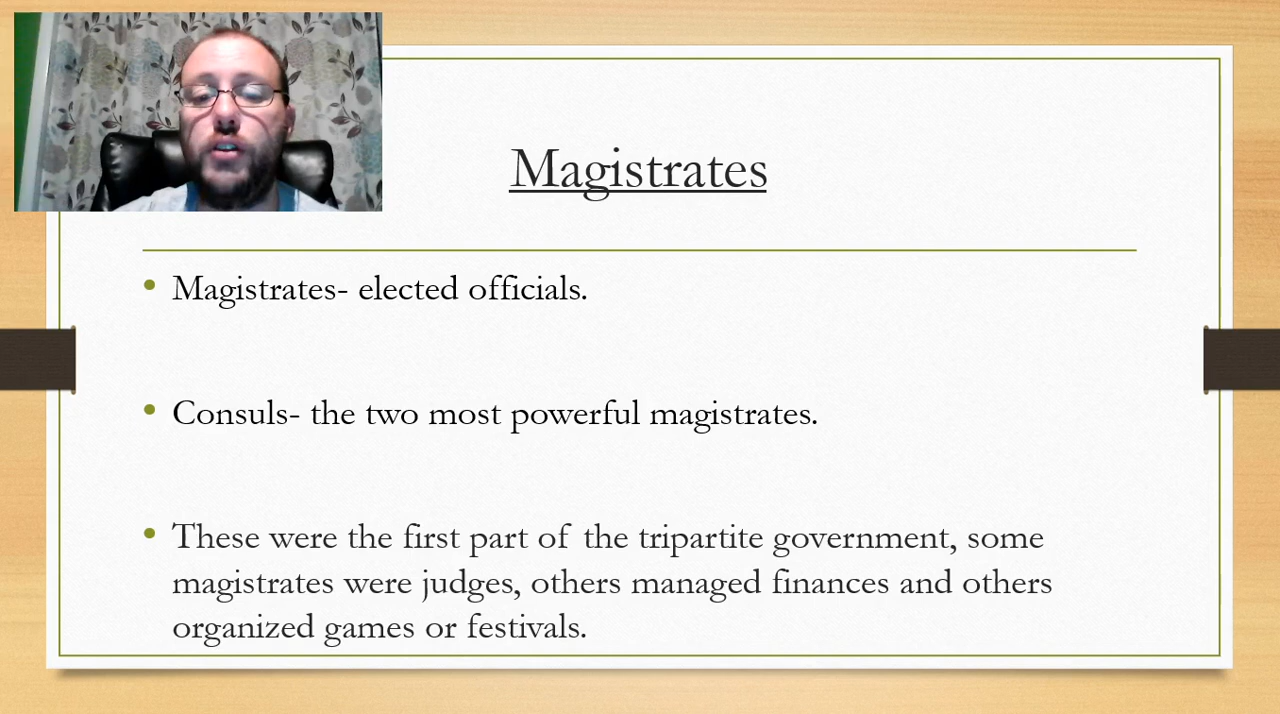 Magistrates
• Magistrates- elected officials.
• Consuls- the two most powerful magistrates.
• These were the first part of the tripartite government, some
magistrates were judges, others managed finances and others
organized games or festivals.